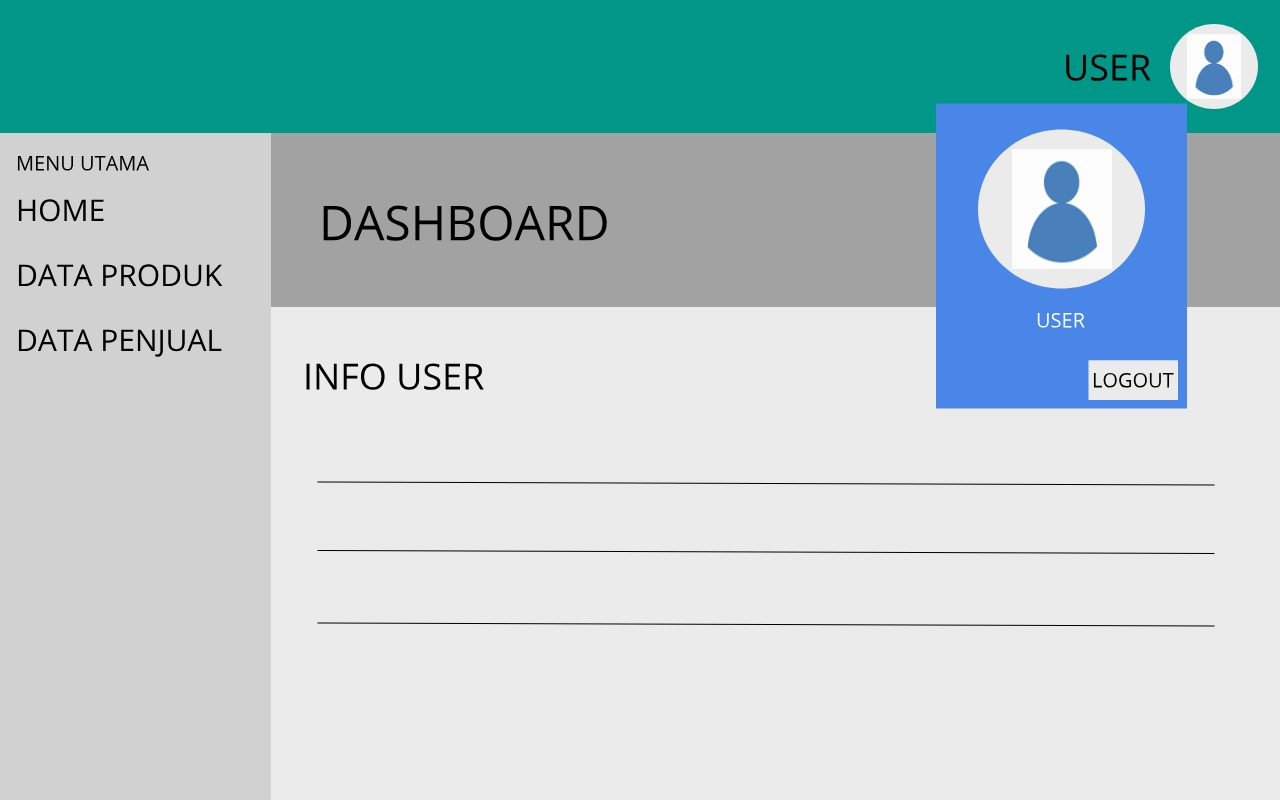 USER
MENU UTAMA
HOME
DATA PRODUK
DATA PENJUAL
DASHBOARD
USER
LOGOUT
INFO USER